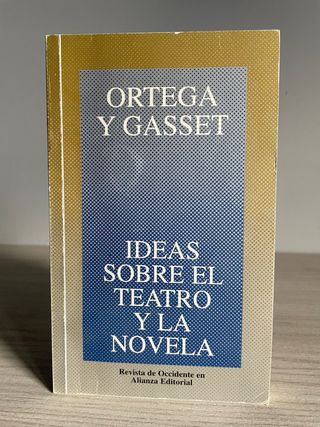 ORTEGA
Y GASSET
IDEAS
SOBRE EL
TEATRO
Y LA
NOVELA
Revista de Occidente en
Alianza Editorial